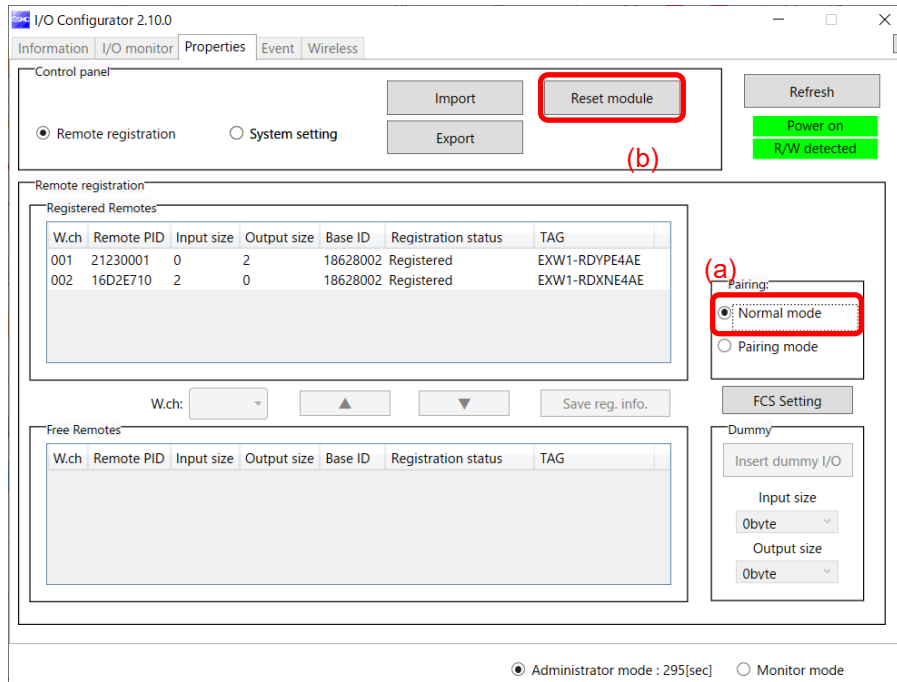 SMC I/O Configurator 2.10.0
Information I/O monitor Properties Event Wireless
Control panel
Import Reset module Refresh
Remote registration System setting Export Power on
R/W detected
(b)
Remote registration
Registered Remotes
W.ch Remote PID Input size Output size Base ID Registration status TAG
001 21230001 0 2 18628002 Registered EXW1-RDYPE4AE
002 16D2E710 2 0 18628002 Registered EXW1-RDXNE4AE
(a)
Pairing:
Normal mode
Pairing mode
W.ch: ▲ ▼ Save reg. info. FCS Setting
Free Remotes
W.ch Remote PID Input size Output size Base ID Registration status TAG
Dummy
Insert dummy I/O
Input size
0byte
Output size
0byte
Administrator mode : 295[sec] Monitor mode